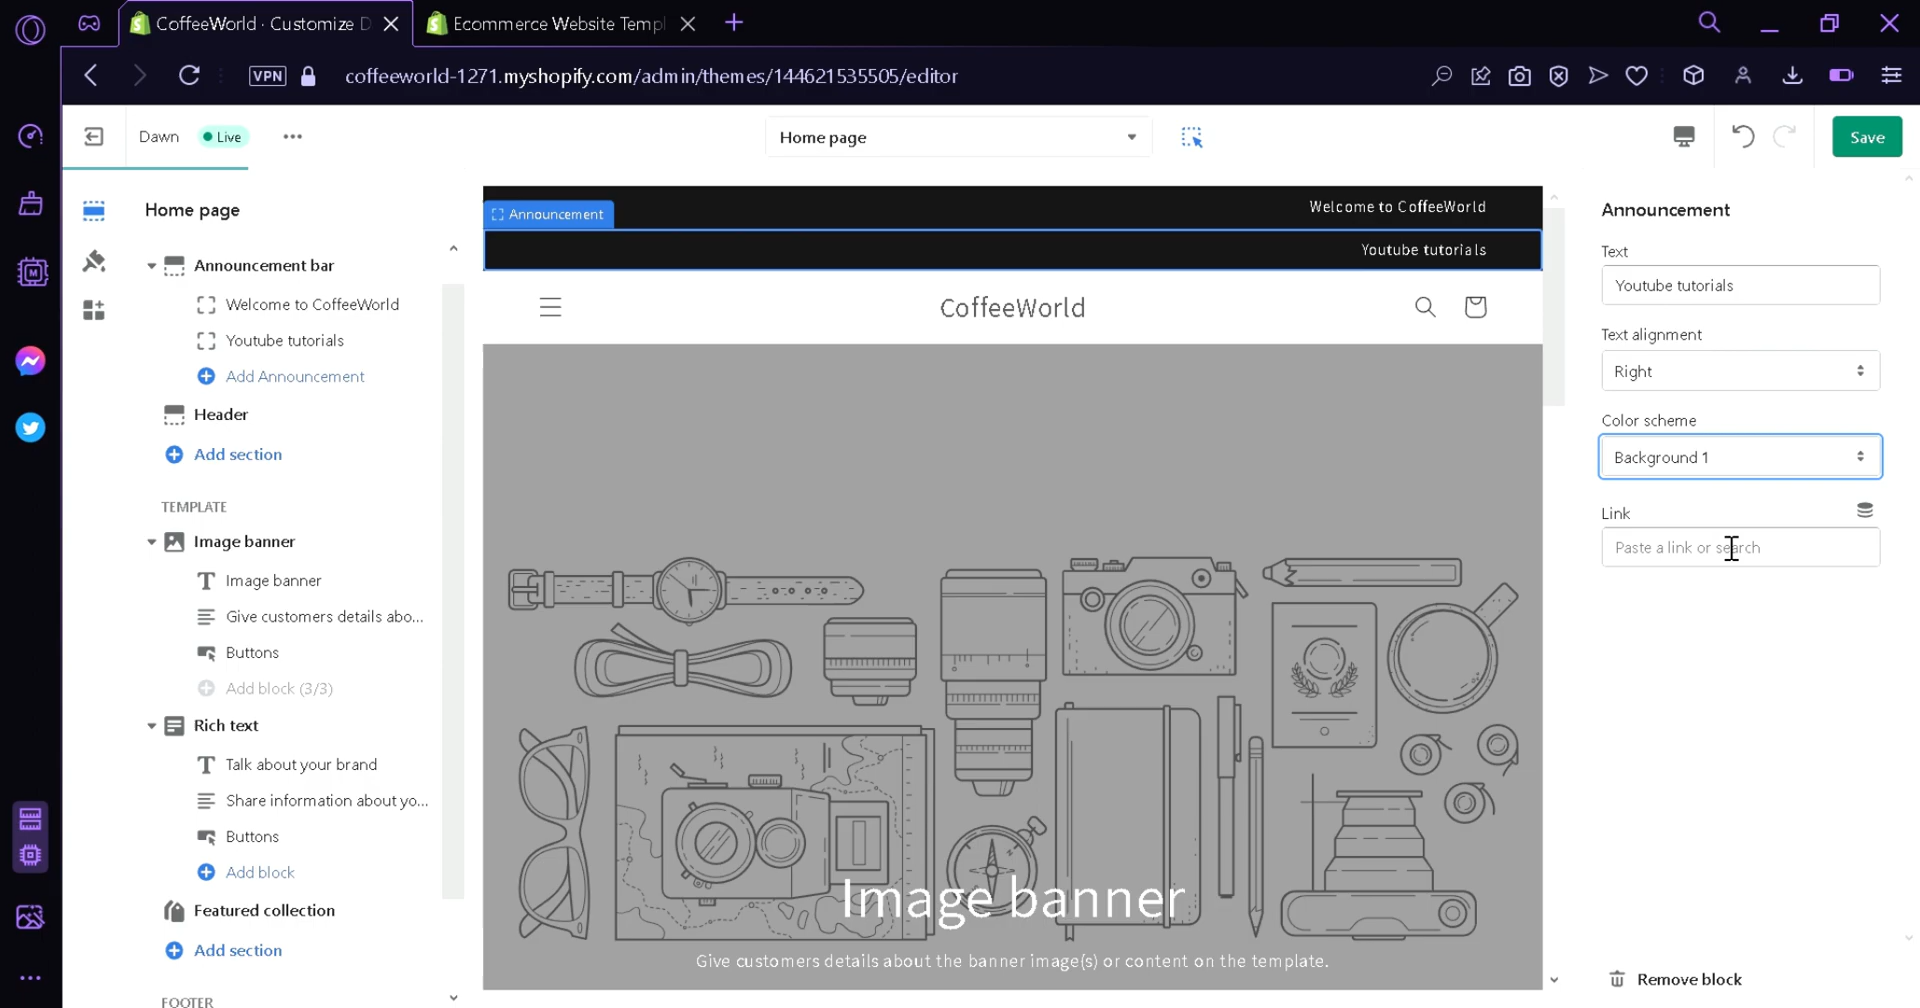 CoffeeWorld · Customize D
Ecommerce Website Templ
VPN
coffeeworld-1271.myshopify.com/admin/themes/144621535505/editor
Dawn
Live
Home page
Save
Home page
Announcement bar
Welcome to CoffeeWorld
Youtube tutorials
Add Announcement
Header
Add section
TEMPLATE
Image banner
Image banner
Give customers details abo...
Buttons
Add block (3/3)
Rich text
Talk about your brand
Share information about yo...
Buttons
Add block
Featured collection
Add section
FOOTER
Welcome to CoffeeWorld
Announcement
Youtube tutorials
CoffeeWorld
Image banner
Give customers details about the banner image(s) or content on the template.
Announcement
Text
Youtube tutorials
Text alignment
Right
Color scheme
Background 1
Link
Paste a link or search
Remove block